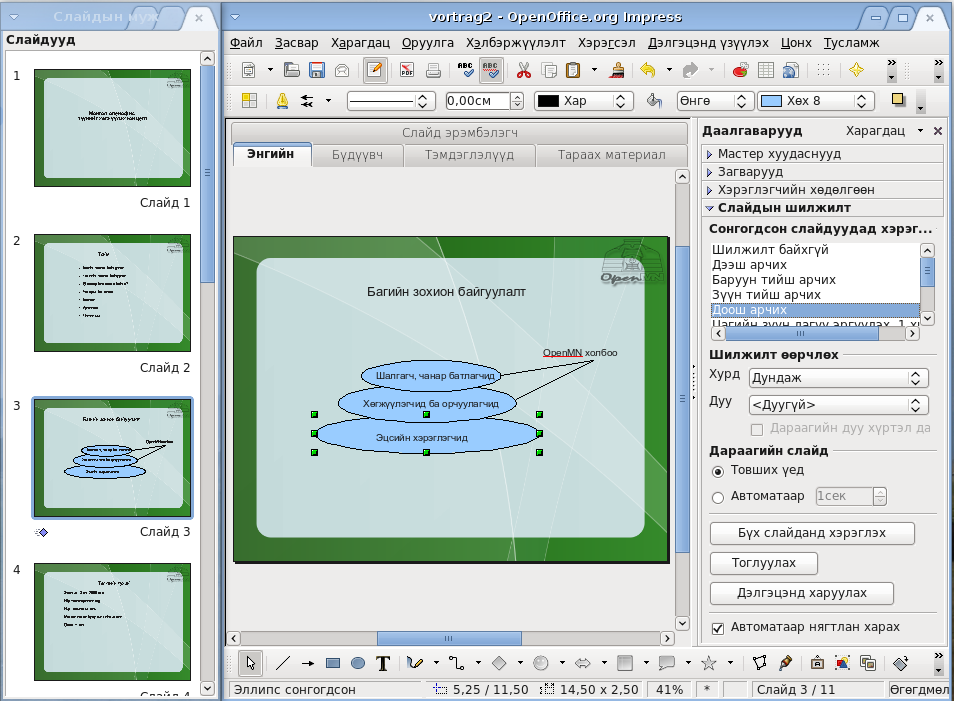 Слайдын муж
Слайдууд
1
Слайд 1
2
Слайд 2
3
Слайд 3
4
Слайд 4
vortrag2 - OpenOffice.org Impress
Файл Засвар Харагдац Оруулга Хэлбэржүүлэлт Хэрэгсэл Дэлгэцэнд үзүүлэх Цонх Тусламж
0,00см Хар Өнгө Хөх 8
Слайд эрэмбэлэгч
Энгийн Бүдүүвч Тэмдэглэлүүд Тараах материал
OpenMN
Багийн зохион байгуулалт
OpenMN холбоо
Шалгагч, чанар батлагчид
Хөгжүүлэгчид ба орчуулагчид
Эцсийн хэрэглэгчид
Даалгаварууд Харагдац
Мастер хуудаснууд
Загварууд
Хэрэглэгчийн хөдөлгөөн
Слайдын шилжилт
Сонгогдсон слайдуудад хэрэг...
Шилжилт байхгүй
Дээш арчих
Баруун тийш арчих
Зүүн тийш арчих
Доош арчих
Цагийн зүүн дагуу эргүүлэх, 1
Шилжилт өөрчлөх
Хурд Дундаж
Дуу <Дуугүй>
Дараагийн дуу хүртэл да
Дараагийн слайд
Товших үед
Автоматаар 1сек
Бүх слайданд хэрэглэх
Тоглуулах
Дэлгэцэнд харуулах
Автоматаар нягтлан харах
Эллипс сонгогдсон 5,25 / 11,50 14,50 x 2,50 41% * Слайд 3 / 11 Өгөгдмөл